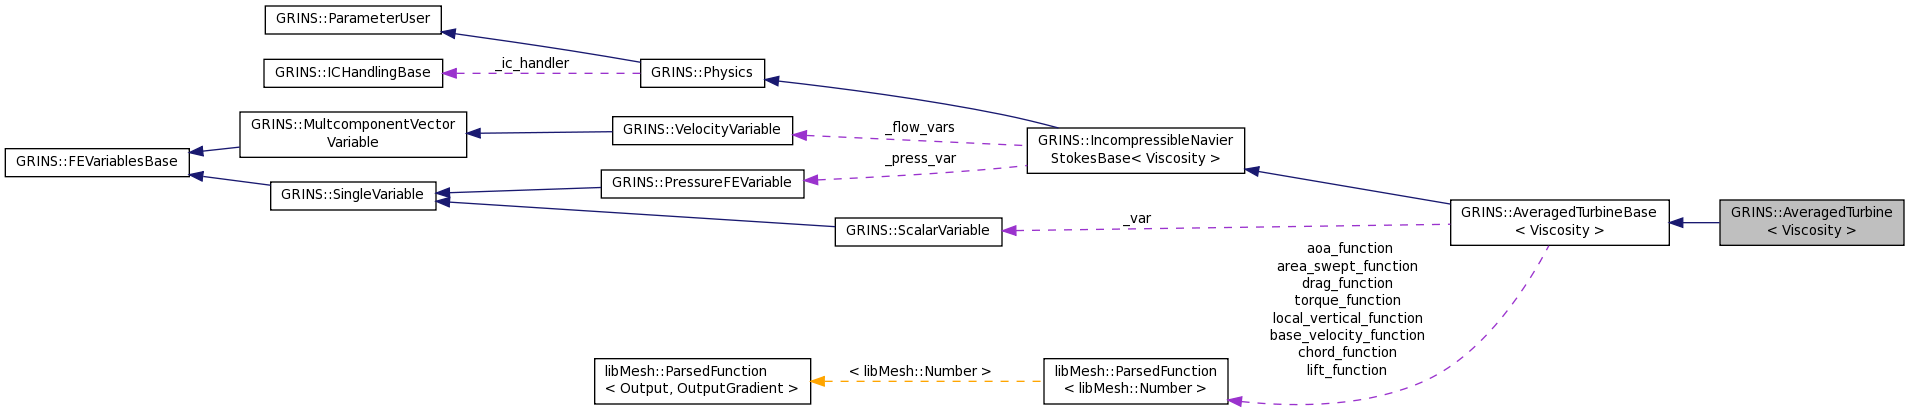 GRINS::ParameterUser
GRINS::ICHandlingBase
_ic_handler
GRINS::Physics
GRINS::MultcomponentVector
Variable
GRINS::VelocityVariable
_flow_vars
GRINS::IncompressibleNavier
StokesBase< Viscosity >
GRINS::FEVariablesBase
_press_var
GRINS::SingleVariable
GRINS::PressureFEVariable
GRINS::ScalarVariable
_var
GRINS::AveragedTurbineBase
< Viscosity >
GRINS::AveragedTurbine
< Viscosity >
aoa_function
area_swept_function
drag_function
torque_function
local_vertical_function
base_velocity_function
chord_function
lift_function
libMesh::ParsedFunction
< Output, OutputGradient >
< libMesh::Number >
libMesh::ParsedFunction
< libMesh::Number >